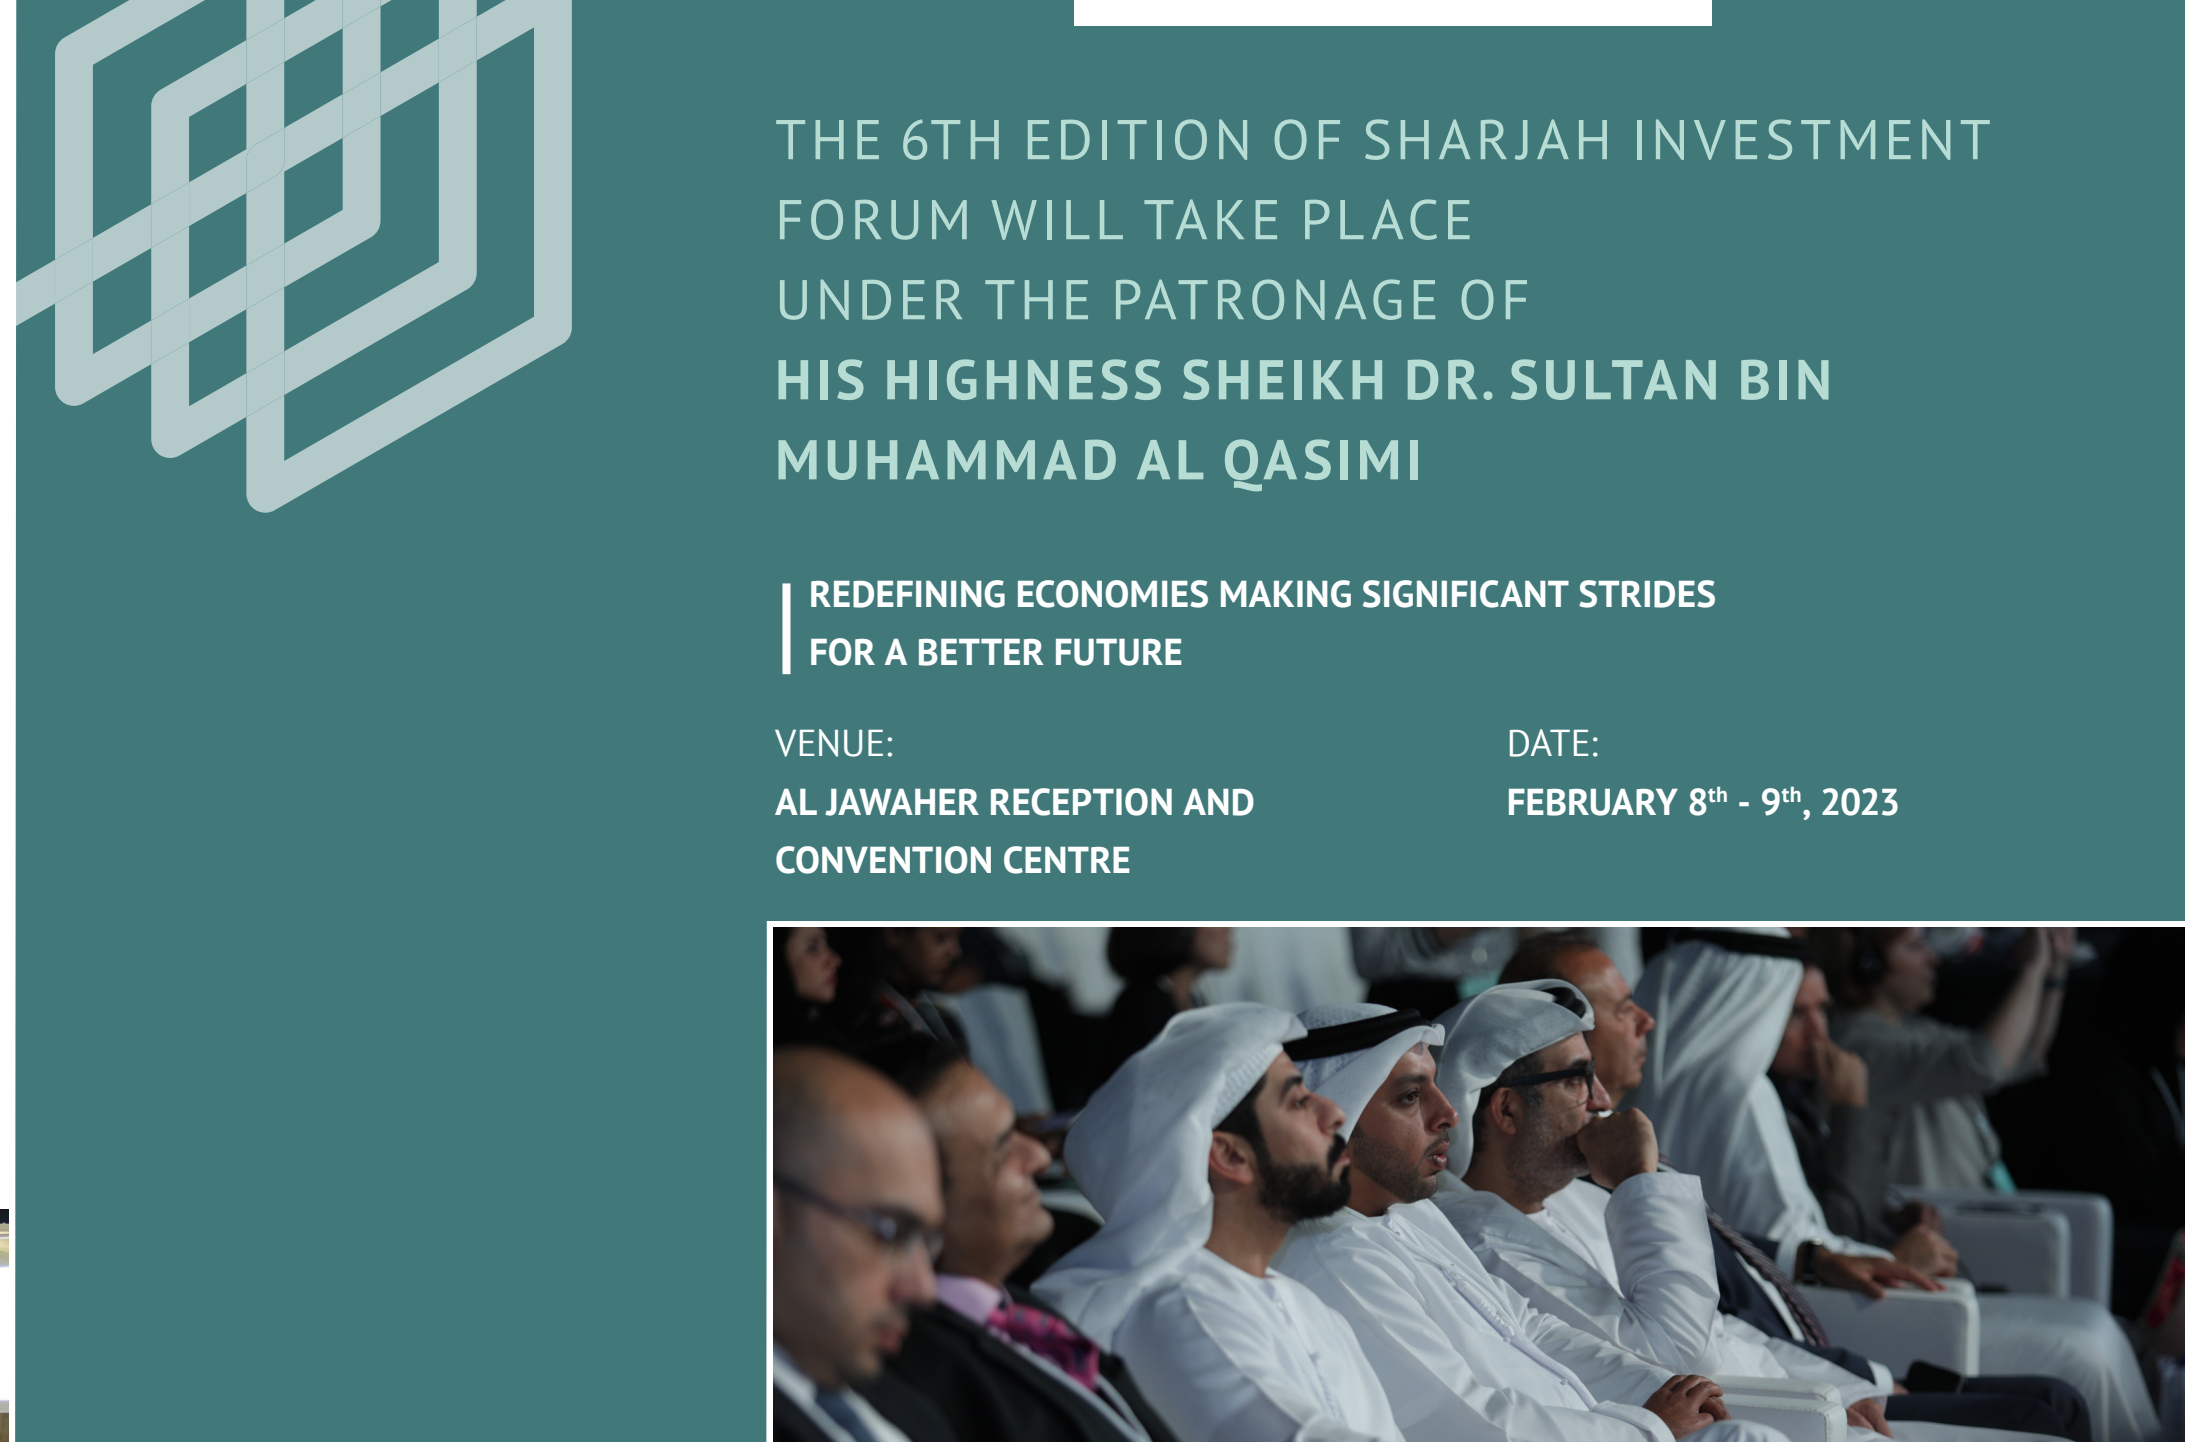 THE 6TH EDITION OF SHARJAH INVESTMENT
FORUM WILL TAKE PLACE
UNDER THE PATRONAGE OF
HIS HIGHNESS SHEIKH DR. SULTAN BIN
MUHAMMAD AL QASIMI
REDEFINING ECONOMIES MAKING SIGNIFICANT STRIDES
FOR A BETTER FUTURE
VENUE:
AL JAWAHER RECEPTION AND
CONVENTION CENTRE
DATE:
FEBRUARY 8th - 9th, 2023